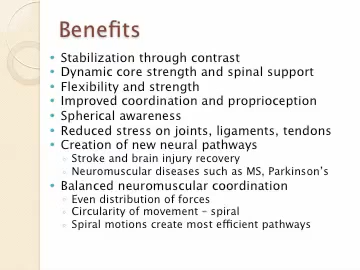 Benefits
• Stabilization through contrast
• Dynamic core strength and spinal support
• Flexibility and strength
• Improved coordination and proprioception
• Spherical awareness
• Reduced stress on joints, ligaments, tendons
• Creation of new neural pathways
○ Stroke and brain injury recovery
○ Neuromuscular diseases such as MS, Parkinson's
• Balanced neuromuscular coordination
○ Even distribution of forces
○ Circularity of movement – spiral
○ Spiral motions create most efficient pathways